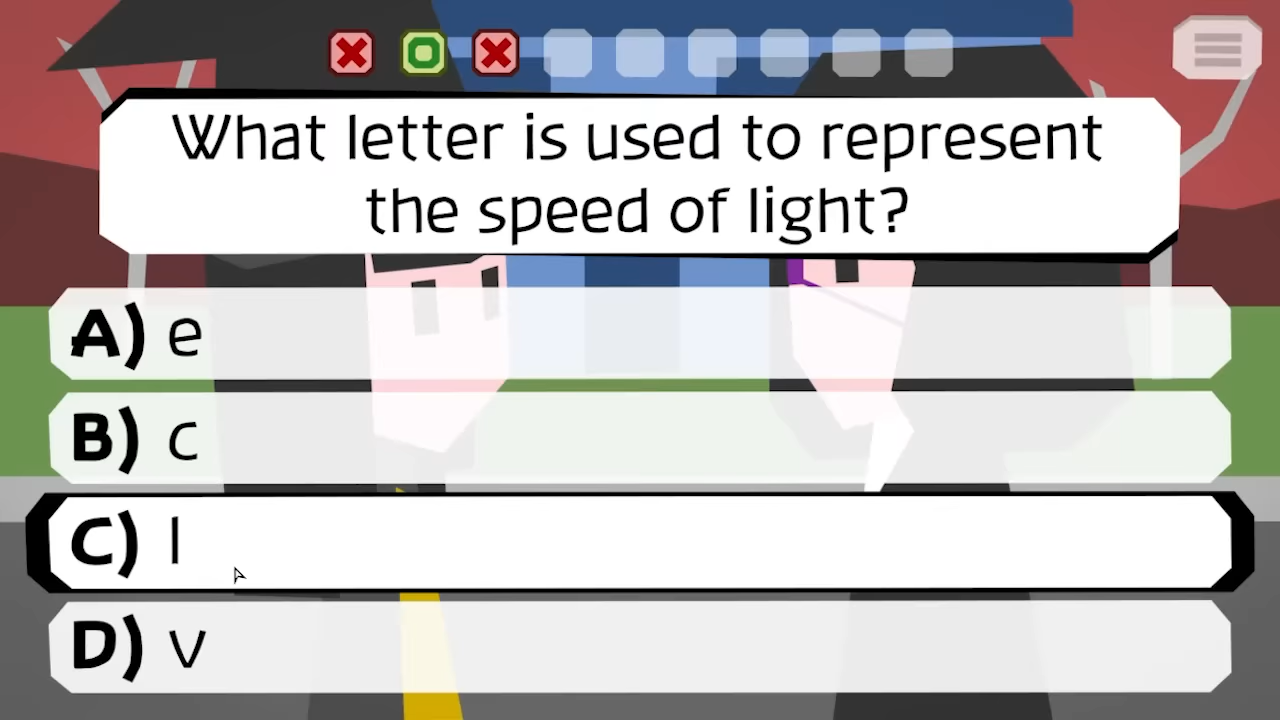 What letter is used to represent
the speed of light?
A) e
B) c
C) l
D) v